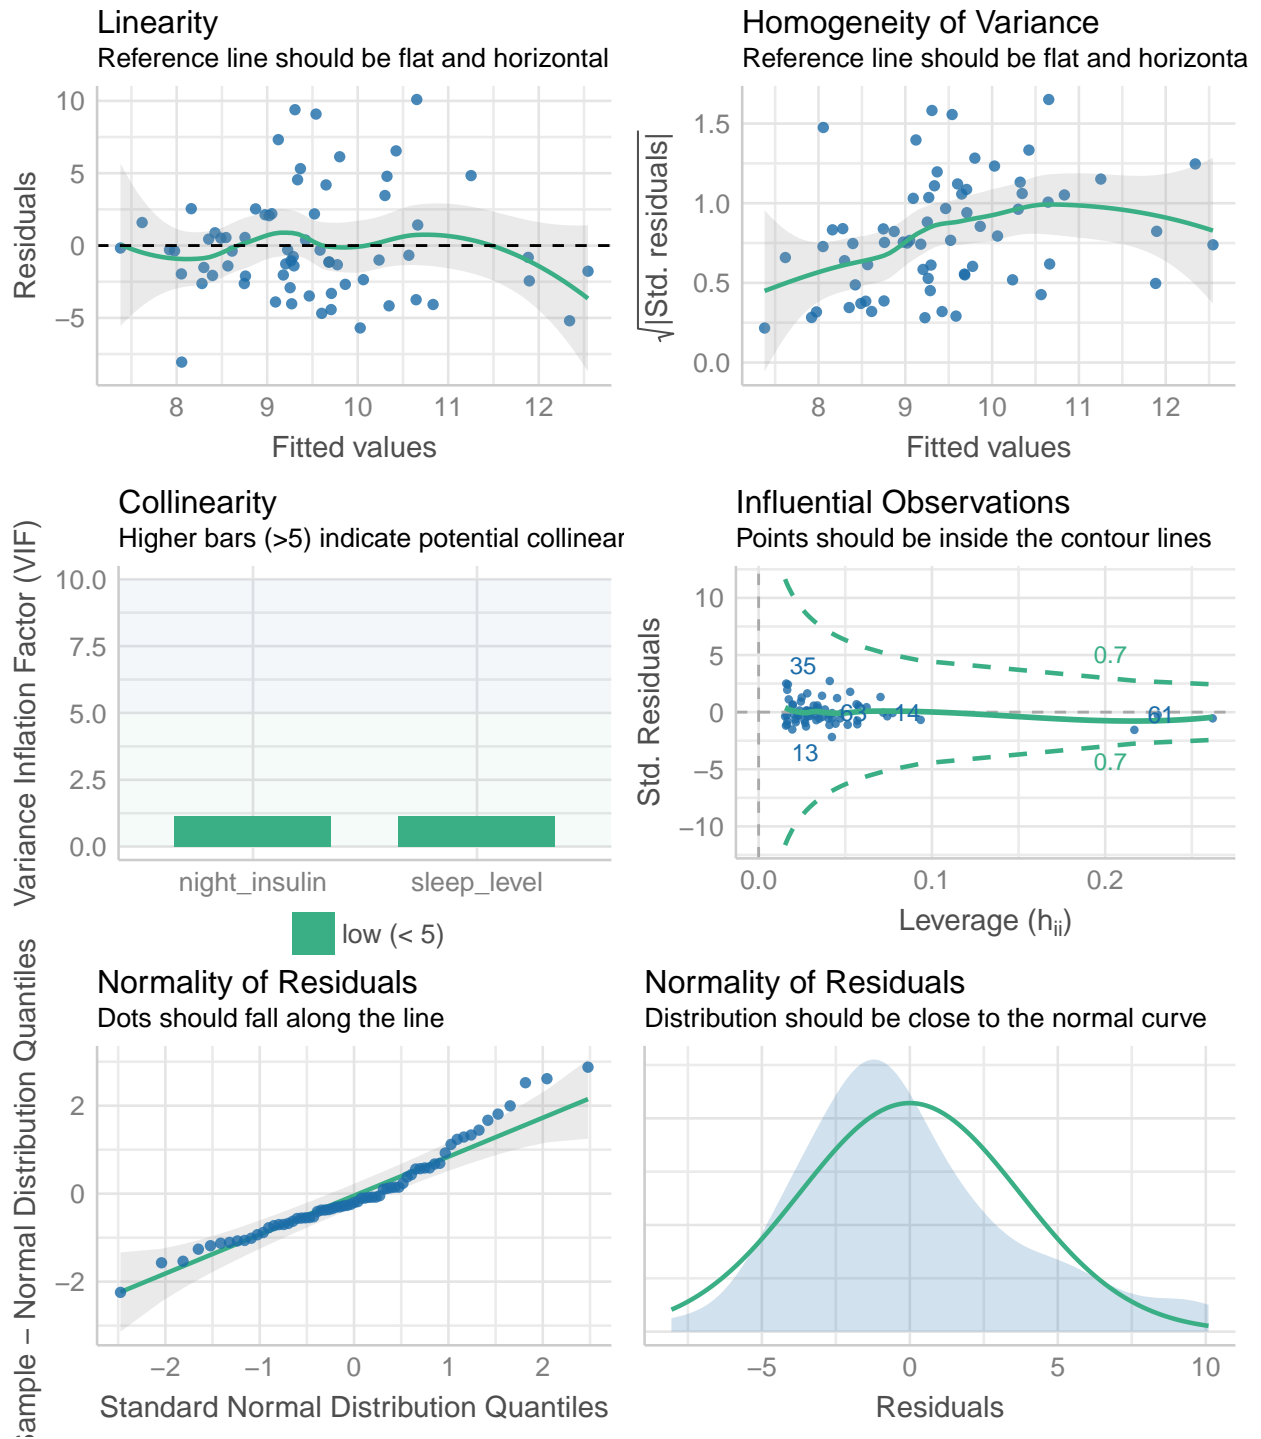 Linearity
Reference line should be flat and horizontal
Residuals
10
5
0
−5
8
9
10
11
12
Fitted values
Homogeneity of Variance
Reference line should be flat and horizonta
√|Std. residuals|
1.5
1.0
0.5
0.0
8
9
10
11
12
Fitted values
Collinearity
Higher bars (>5) indicate potential collinear
Variance Inflation Factor (VIF)
10.0
7.5
5.0
2.5
0.0
night_insulin
sleep_level
low (< 5)
Influential Observations
Points should be inside the contour lines
Std. Residuals
10
5
0
−5
−10
35
63
14
61
13
0.7
0.7
0.0
0.1
0.2
Leverage (hii)
Normality of Residuals
Dots should fall along the line
Sample − Normal Distribution Quantiles
2
0
−2
−2
−1
0
1
2
Standard Normal Distribution Quantiles
Normality of Residuals
Distribution should be close to the normal curve
−5
0
5
10
Residuals